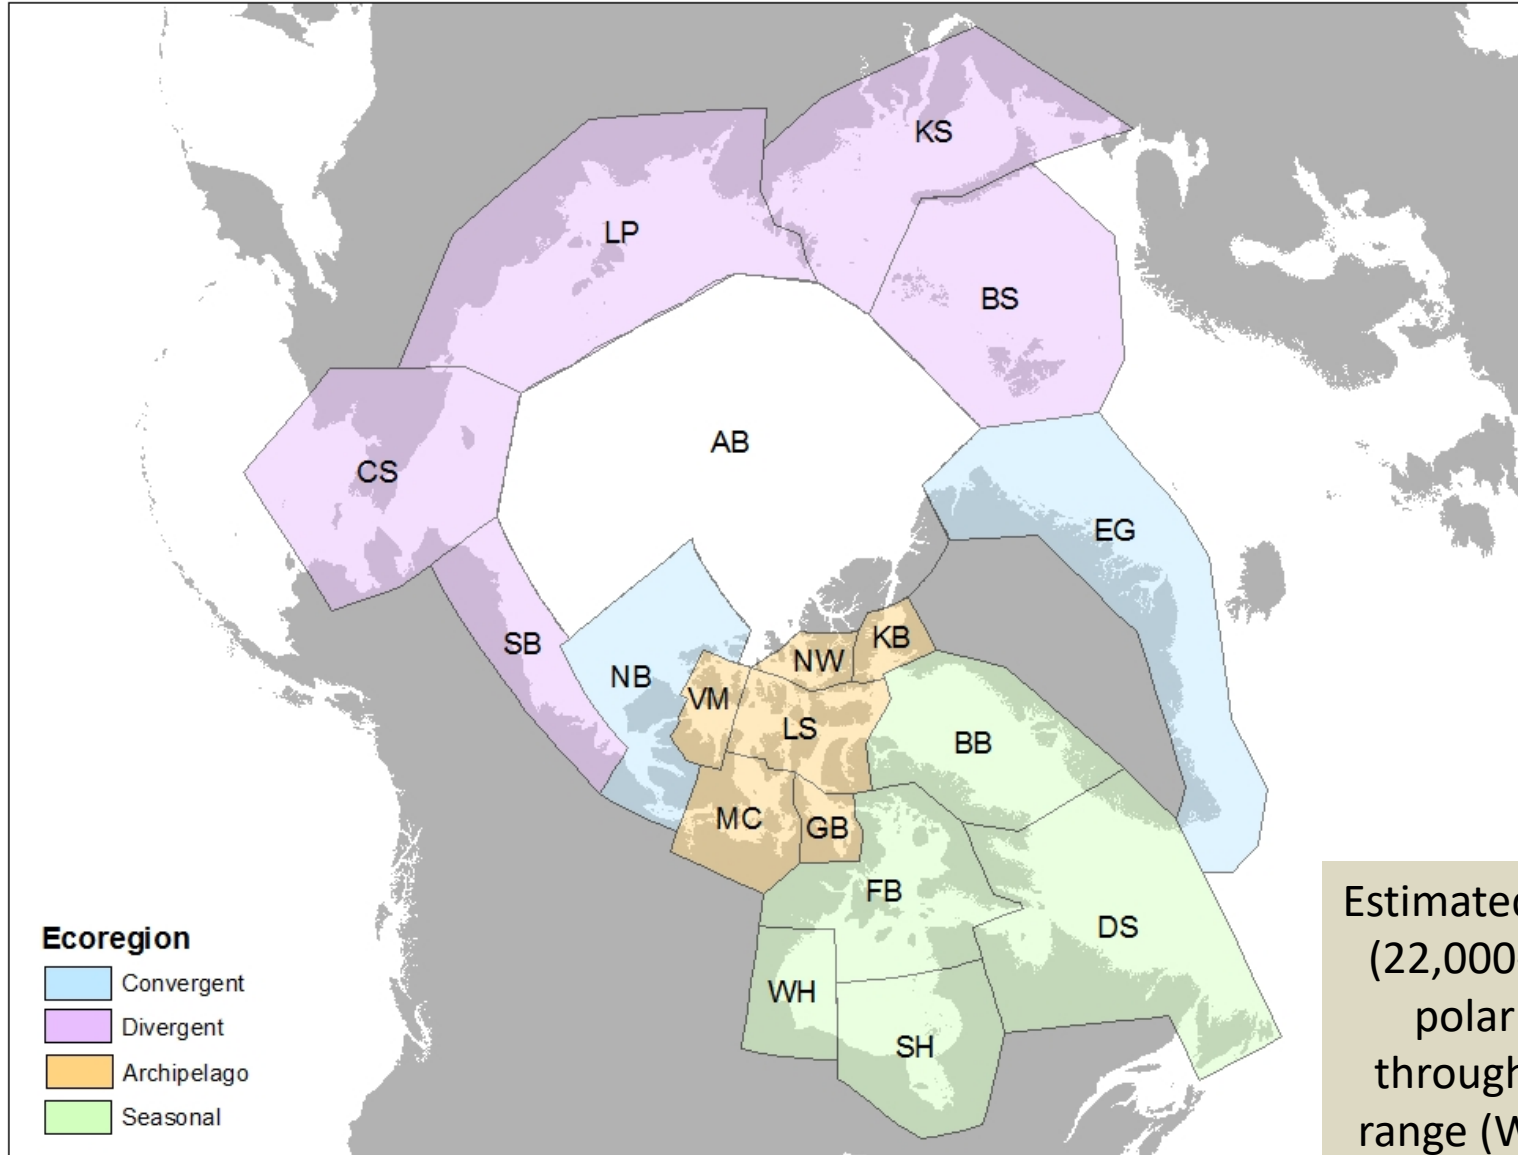 KS
LP
BS
CS
AB
EG
SB
NB
VM
NW
KB
LS
BB
MC
GB
FB
DS
WH
SH
Ecoregion
Convergent
Divergent
Archipelago
Seasonal
Estimated
(22,000
polar
through
range (W